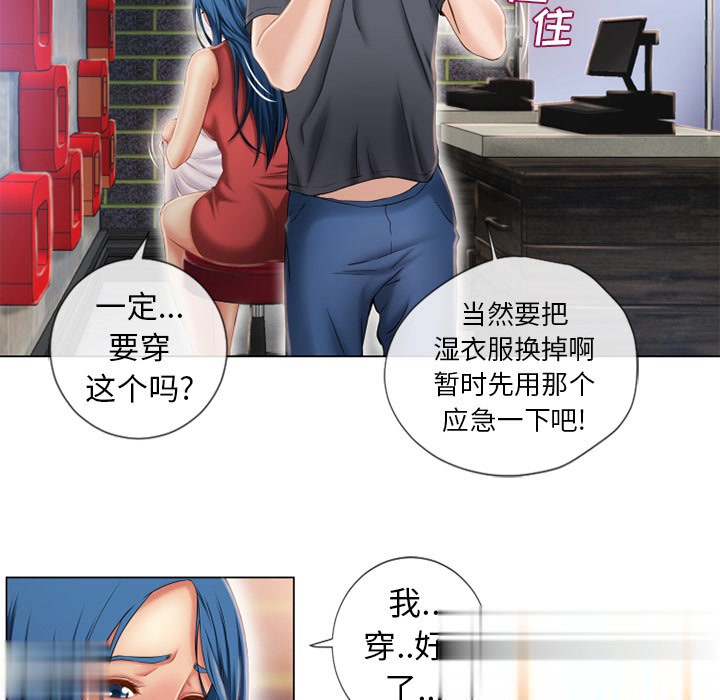 住
一定...
要穿
这个吗?
当然要把
湿衣服换掉啊
暂时先用那个
应急一下吧!
我..
穿..好
了...